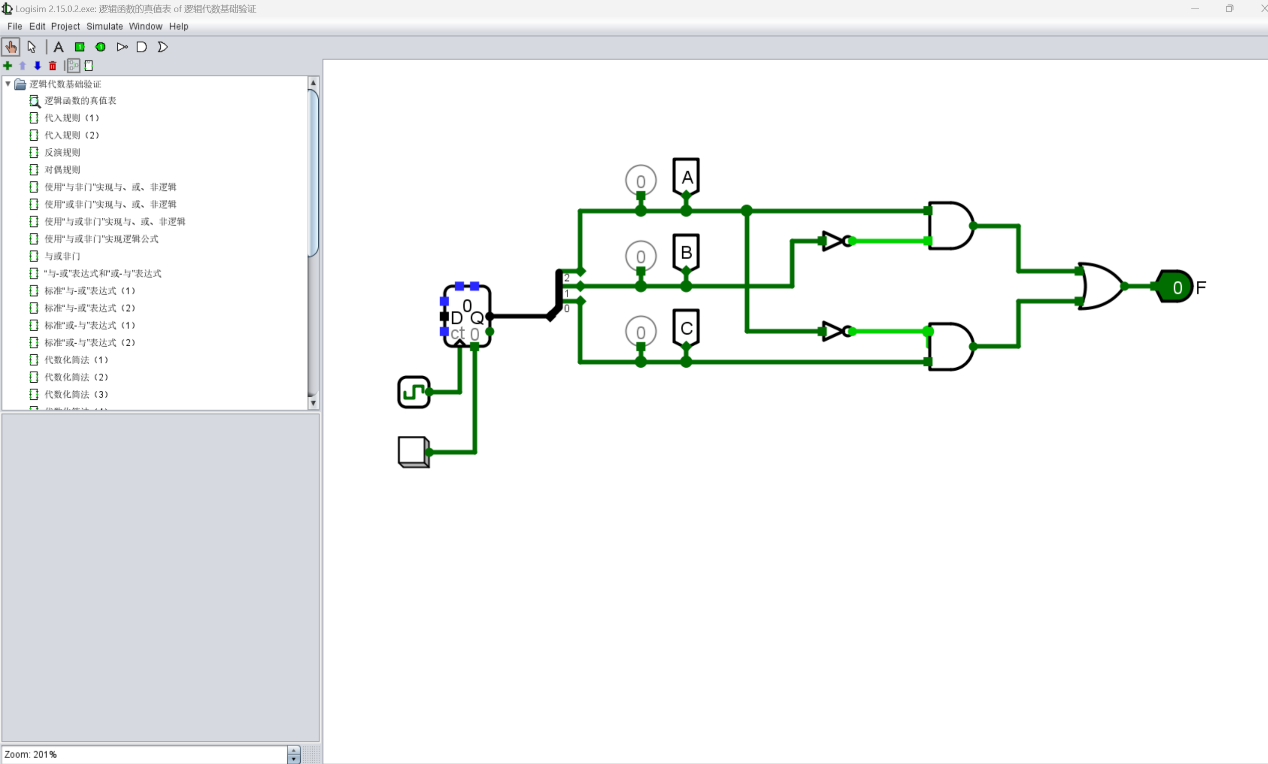 Logisim 2.15.0.2.exe: 逻辑函数的真值表 of 逻辑代数基础验证
File Edit Project Simulate Window Help
逻辑代数基础验证
逻辑函数的真值表
代入规则（1）
代入规则（2）
反演规则
对偶规则
使用“与非门”实现与、或、非逻辑
使用“或非门”实现与、或、非逻辑
使用“与或非门”实现与、或、非逻辑
使用“与或非门”实现逻辑公式
与或非门
“与-或”表达式和“或-与”表达式
标准“与-或”表达式（1）
标准“与-或”表达式（2）
标准“或-与”表达式（1）
标准“或-与”表达式（2）
代数化简法（1）
代数化简法（2）
代数化简法（3）
0 A
0 B
0 C
2
1
0
0
D Q
ct 0
0 F
Zoom: 201%